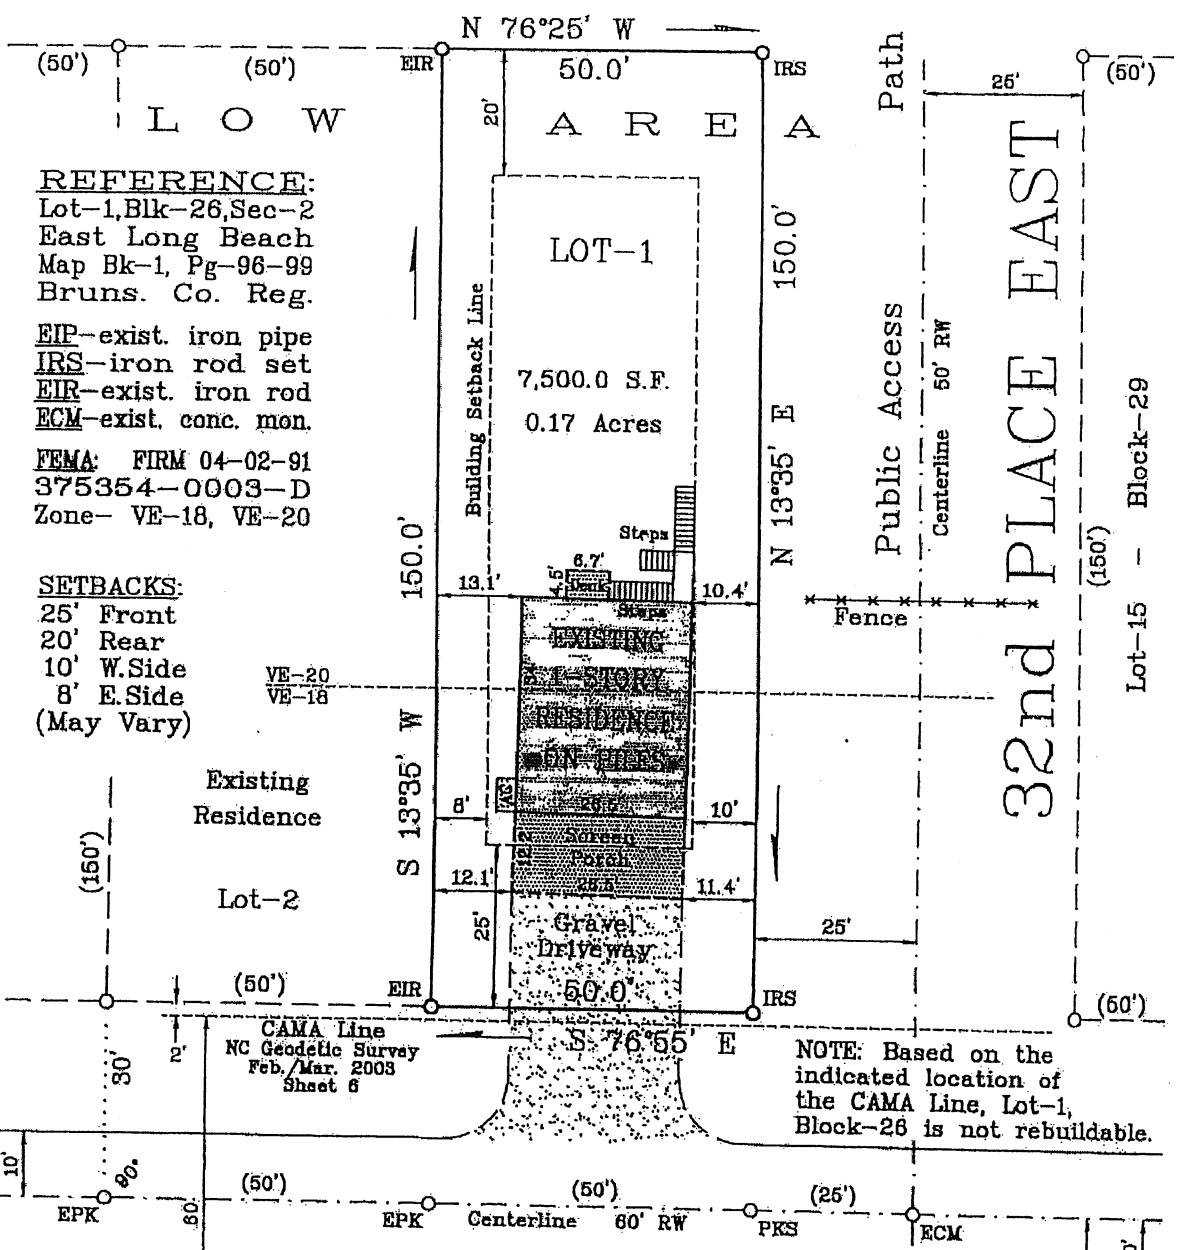 N 76°25' W
(50')
(50')
EIR
50.0'
IRS
Path
25'
(50')
LOW AREA
20'
REFERENCE:
Lot-1,Blk-26,Sec-2
East Long Beach
Map Bk-1, Pg-96-99
Bruns. Co. Reg.
EIP-exist. iron pipe
IRS-iron rod set
EIR-exist. iron rod
ECM-exist. conc. mon.
FEMA: FIRM 04-02-91
375354-0003-D
Zone- VE-18, VE-20
SETBACKS:
25' Front
20' Rear
10' W.Side
8' E.Side
(May Vary)
LOT-1
Building Setback Line
7,500.0 S.F.
0.17 Acres
150.0'
N 13°35' E
Public Access
Centerline 50' RW
32nd PLACE EAST
(150')
Lot-15 - Block-29
150.0'
S 13°35' W
Steps
6.7'
4.5'
Deck
Steps
13.1'
10.4'
Fence
EXISTING
1-STORY
RESIDENCE
ON PILES
VE-20
VE-18
Existing
Residence
Lot-2
(150')
AC
26.5'
8'
10'
Screen
Porch
12.2'
26.5'
12.1'
11.4'
25'
Gravel
Driveway
25'
(50')
EIR
50.0'
IRS
(50')
CAMA Line
NC Geodetic Survey
Feb./Mar. 2003
Sheet 6
S 76°55' E
2'
30'
NOTE: Based on the
indicated location of
the CAMA Line, Lot-1,
Block-26 is not rebuildable.
10'
90°
60
(50')
(50')
(25')
EPK
EPK
Centerline 60' RW
PKS
ECM